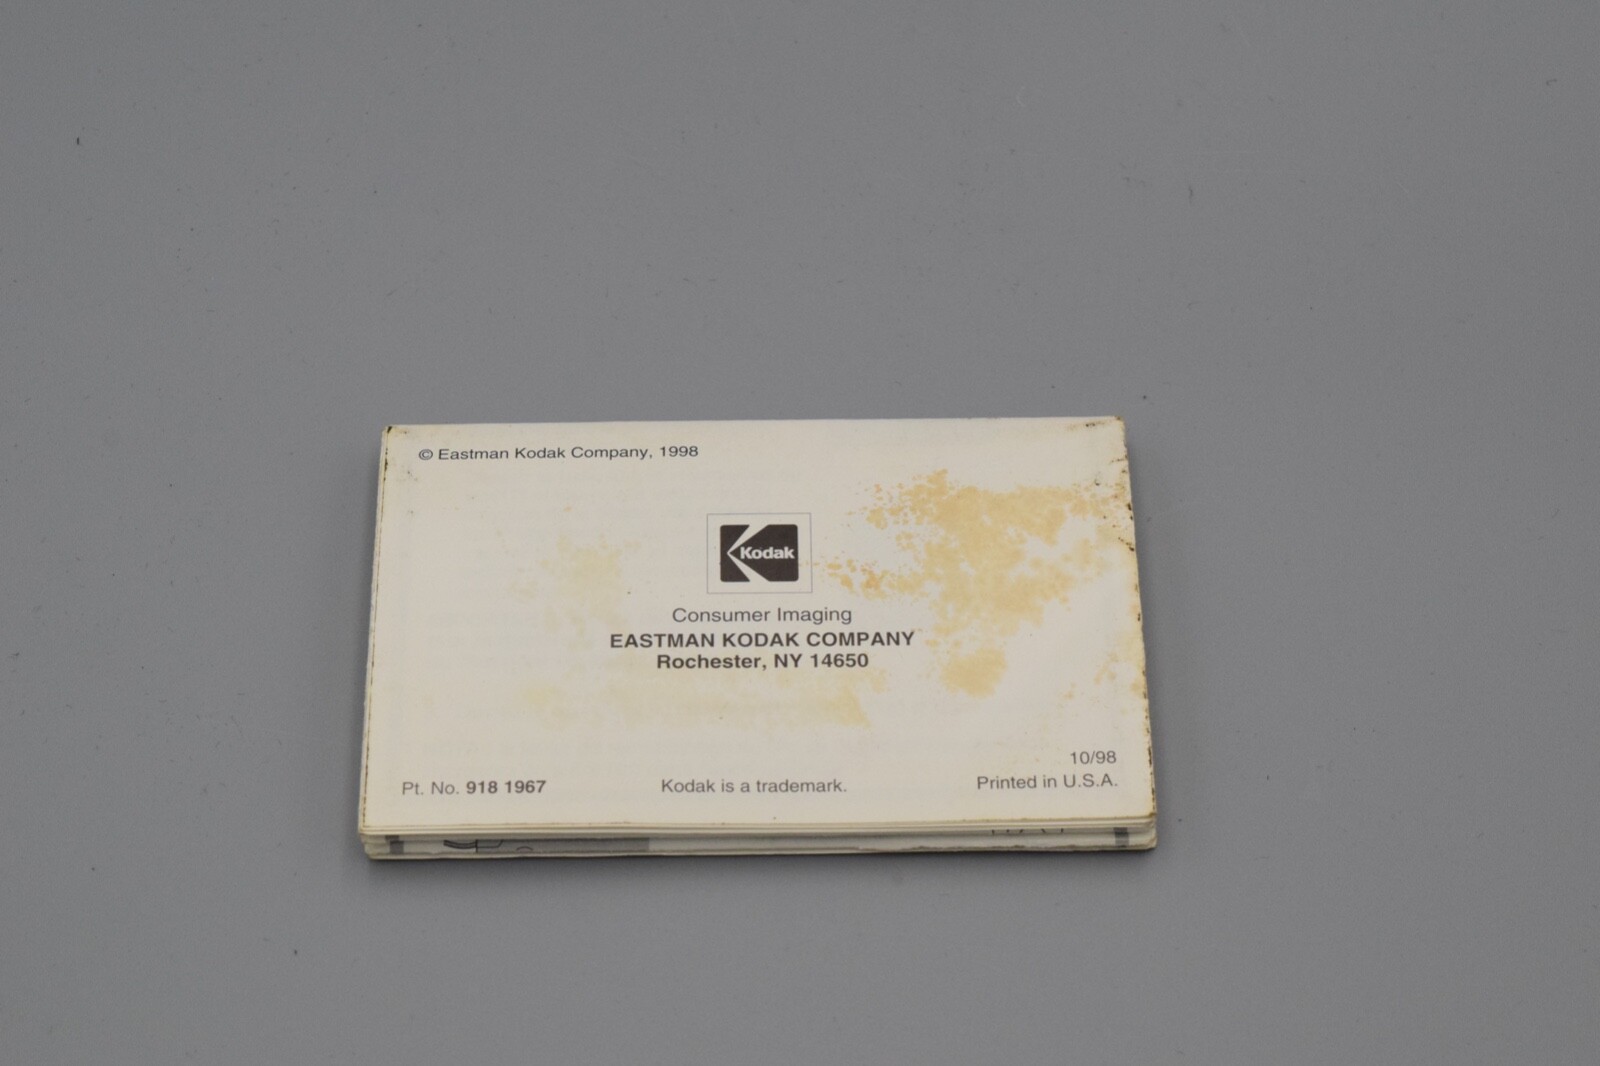 © Eastman Kodak Company, 1998
Kodak
Consumer Imaging
EASTMAN KODAK COMPANY
Rochester, NY 14650
10/98
Pt. No. 918 1967 Kodak is a trademark. Printed in U.S.A.